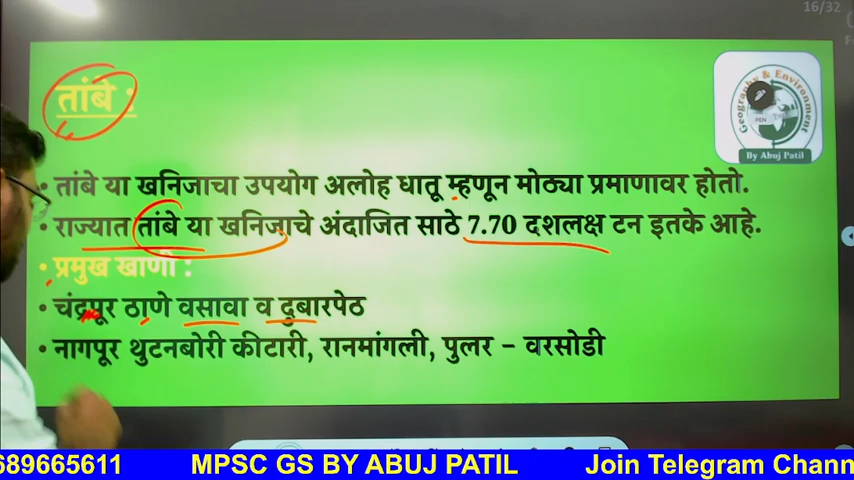 16/32
तांबे :
Geography & Environment
PEN
By Abuj Patil
• तांबे या खनिजाचा उपयोग अलोह धातू म्हणून मोठ्या प्रमाणावर होतो.
• राज्यात तांबे या खनिजाचे अंदाजित साठे 7.70 दशलक्ष टन इतके आहे.
• प्रमुख खाणी :
• चंद्रपूर ठाणे वसावा व दुबारपेठ
• नागपूर थुटनबोरी कीटारी, रानमांगली, पुलर – वरसोडी
689665611 MPSC GS BY ABUJ PATIL Join Telegram Chann